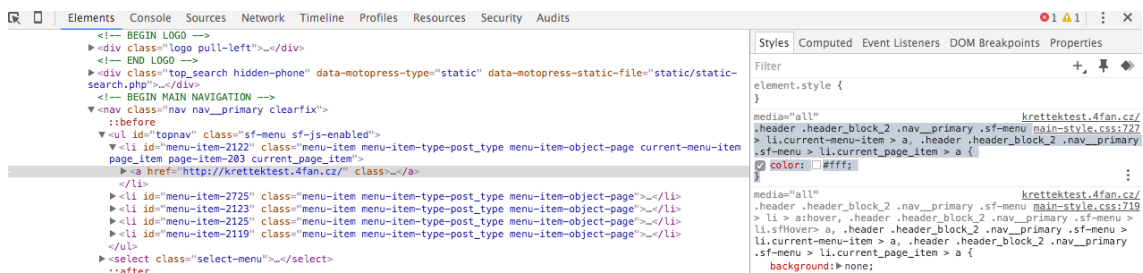 Elements Console Sources Network Timeline Profiles Resources Security Audits 1 1
<!-- BEGIN LOGO -->
<div class="logo pull-left">…</div>
<!-- END LOGO -->
<div class="top_search hidden-phone" data-motopress-type="static" data-motopress-static-file="static/static-
search.php">…</div>
<!-- BEGIN MAIN NAVIGATION -->
<nav class="nav nav__primary clearfix">
::before
<ul id="topnav" class="sf-menu sf-js-enabled">
<li id="menu-item-2122" class="menu-item menu-item-type-post_type menu-item-object-page current-menu-item
page_item page-item-203 current_page_item">
<a href="http://krettektest.4fan.cz/" class>…</a>
</li>
<li id="menu-item-2725" class="menu-item menu-item-type-post_type menu-item-object-page">…</li>
<li id="menu-item-2123" class="menu-item menu-item-type-post_type menu-item-object-page">…</li>
<li id="menu-item-2125" class="menu-item menu-item-type-post_type menu-item-object-page">…</li>
<li id="menu-item-2119" class="menu-item menu-item-type-post_type menu-item-object-page">…</li>
</ul>
<select class="select-menu">…</select>
::after
Styles Computed Event Listeners DOM Breakpoints Properties
Filter
element.style {
}
media="all" krettektest.4fan.cz/
.header .header_block_2 .nav__primary .sf-menu main-style.css:727
> li.current-menu-item > a, .header .header_block_2 .nav__primary
.sf-menu > li.current_page_item > a {
color: #fff;
}
media="all" krettektest.4fan.cz/
.header .header_block_2 .nav__primary .sf-menu main-style.css:719
> li > a:hover, .header .header_block_2 .nav__primary .sf-menu >
li.sfHover> a, .header .header_block_2 .nav__primary .sf-menu >
li.current-menu-item > a, .header .header_block_2 .nav__primary
.sf-menu > li.current_page_item > a {
background: none;